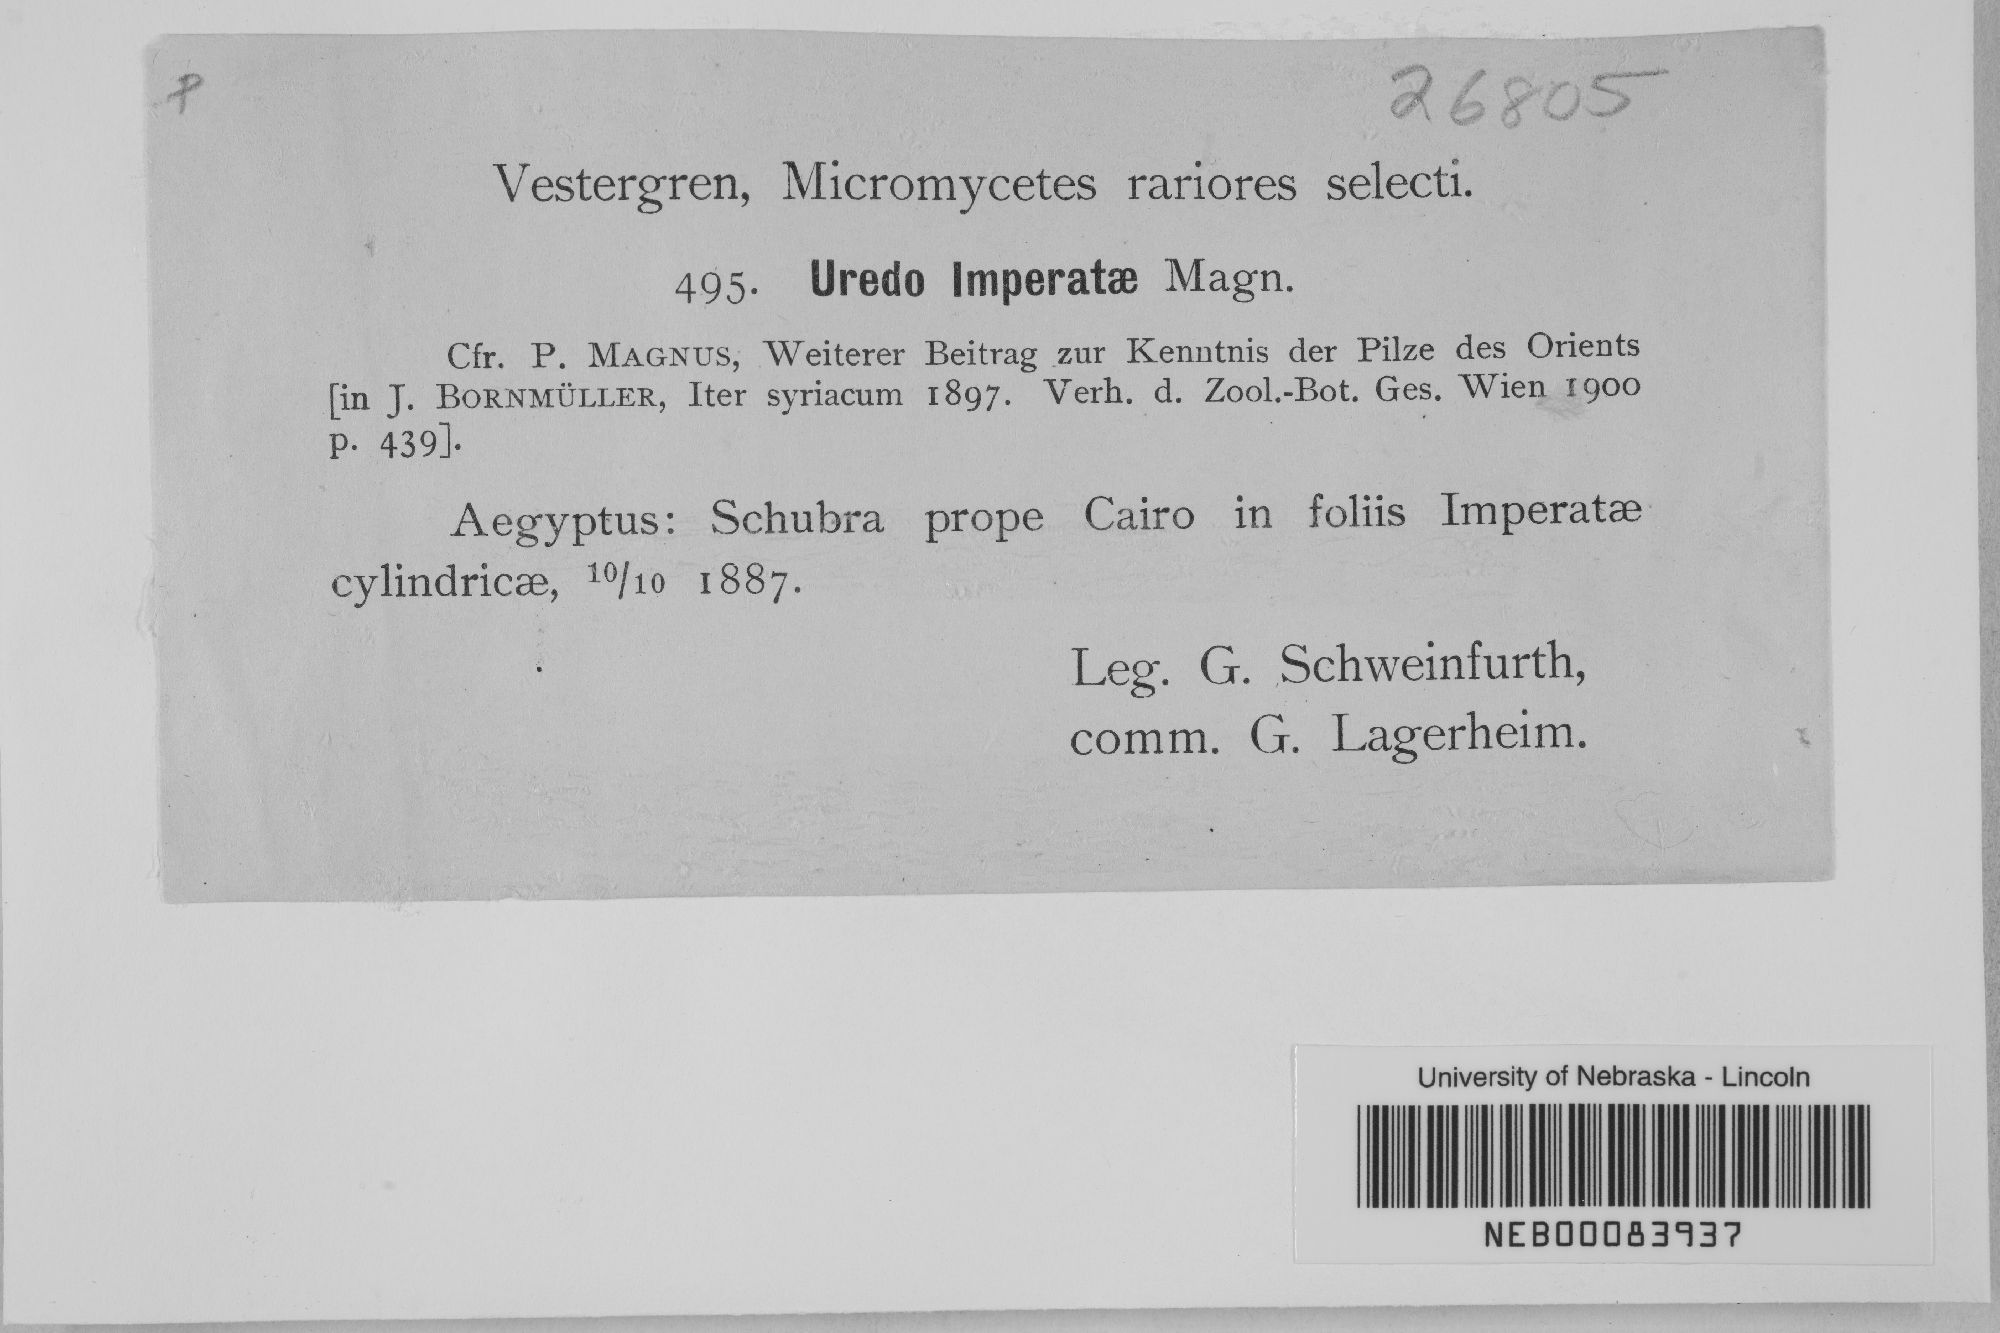 P 26805
Vestergren, Micromycetes rariores selecti.
495. Uredo Imperatæ Magn.
Cfr. P. MAGNUS, Weiterer Beitrag zur Kenntnis der Pilze des Orients
[in J. BORNMÜLLER, Iter syriacum 1897. Verh. d. Zool.-Bot. Ges. Wien 1900
p. 439].
Aegyptus: Schubra prope Cairo in foliis Imperatæ
cylindricæ, 10/10 1887.
Leg. G. Schweinfurth,
comm. G. Lagerheim.
University of Nebraska - Lincoln
NEB00083937